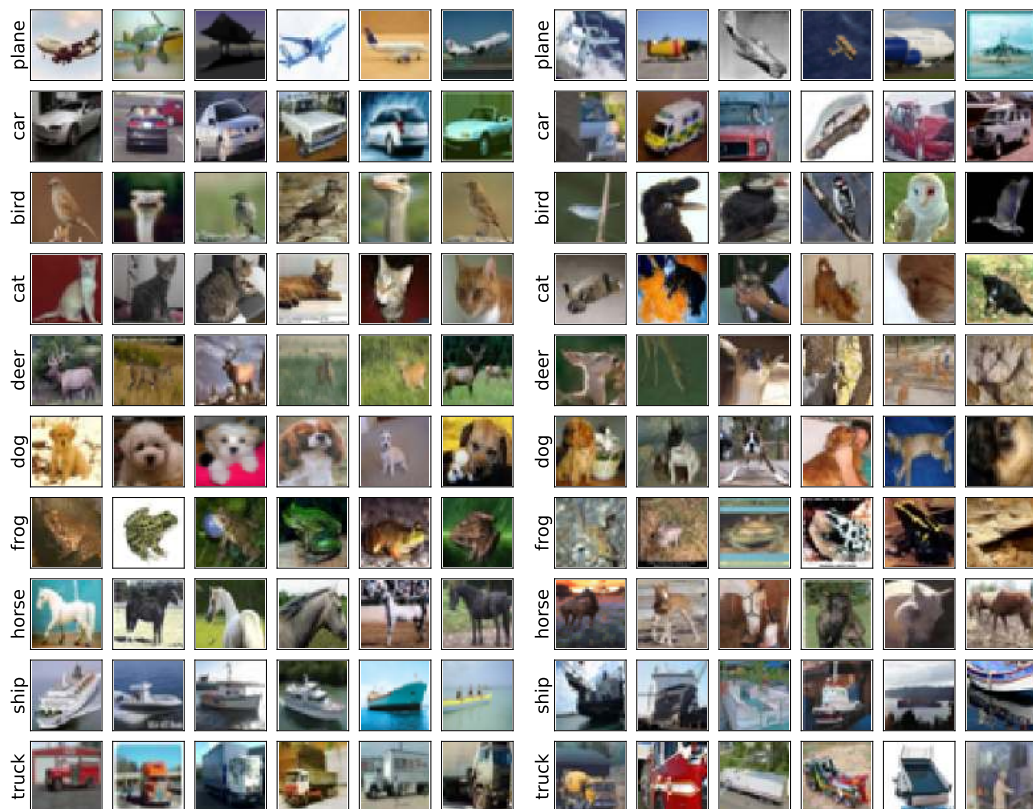 plane plane
car car
bird bird
cat cat
deer deer
dog dog
frog frog
horse horse
ship ship
truck truck